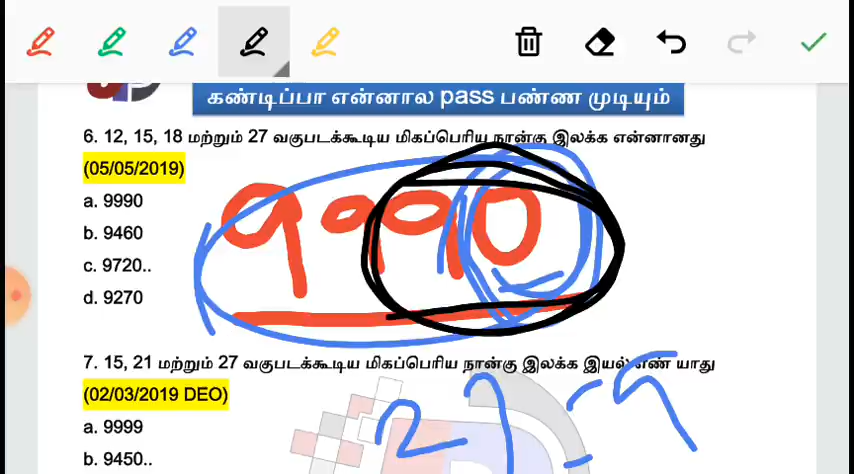 கண்டிப்பா என்னால pass பண்ண முடியும்
6. 12, 15, 18 மற்றும் 27 வகுபடக்கூடிய மிகப்பெரிய நான்கு இலக்க என்னானது
(05/05/2019)
a. 9990
b. 9460
c. 9720..
d. 9270
9990
7. 15, 21 மற்றும் 27 வகுபடக்கூடிய மிகப்பெரிய நான்கு இலக்க இயல் எண் யாது
(02/03/2019 DEO)
a. 9999
b. 9450..
27 = 9